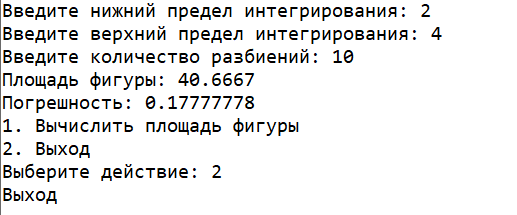 Введите нижний предел интегрирования: 2
Введите верхний предел интегрирования: 4
Введите количество разбиений: 10
Площадь фигуры: 40.6667
Погрешность: 0.17777778
1. Вычислить площадь фигуры
2. Выход
Выберите действие: 2
Выход